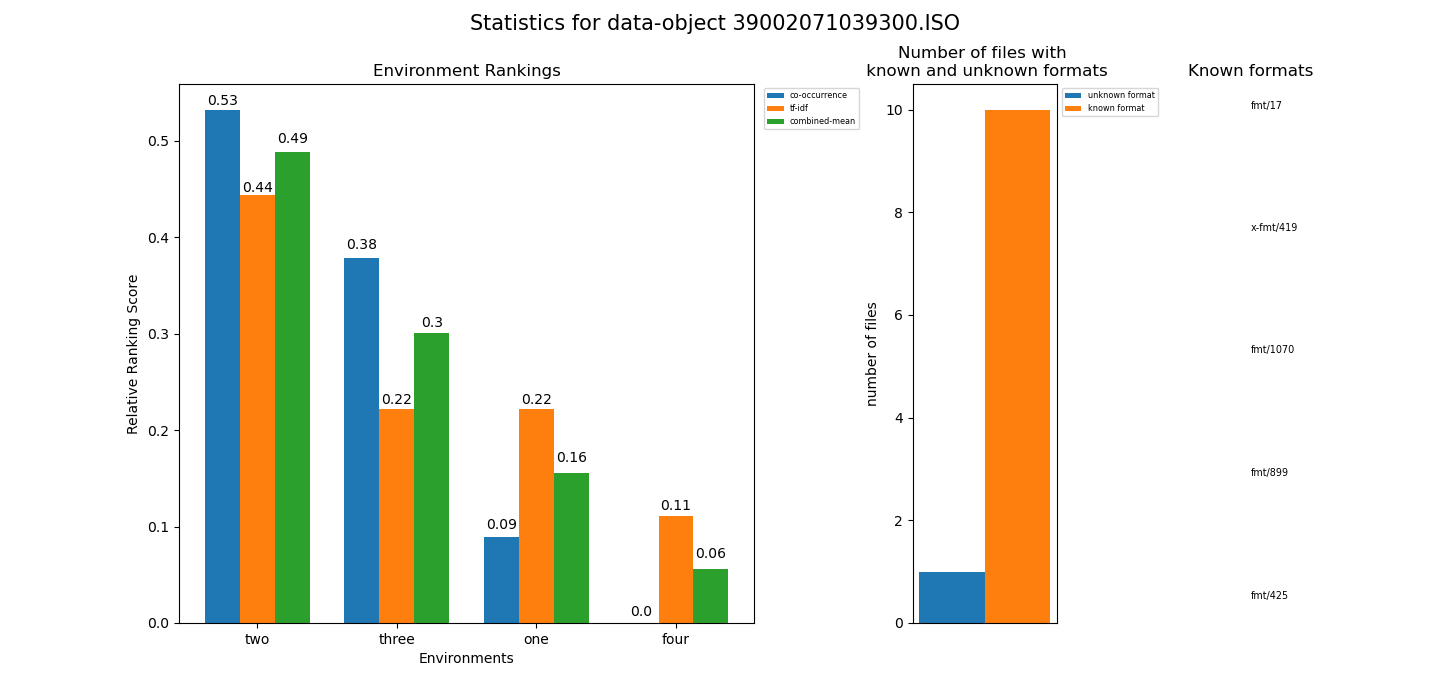 Statistics for data-object 39002071039300.ISO
Environment Rankings
0.53
0.44
0.49
0.38
0.22
0.3
0.09
0.22
0.16
0.0
0.11
0.06
0.5
0.4
0.3
0.2
0.1
0.0
Relative Ranking Score
two
three
one
four
Environments
co-occurrence
tf-idf
combined-mean
Number of files with
known and unknown formats
10
8
6
4
2
0
number of files
unknown format
known format
Known formats
fmt/17
x-fmt/419
fmt/1070
fmt/899
fmt/425